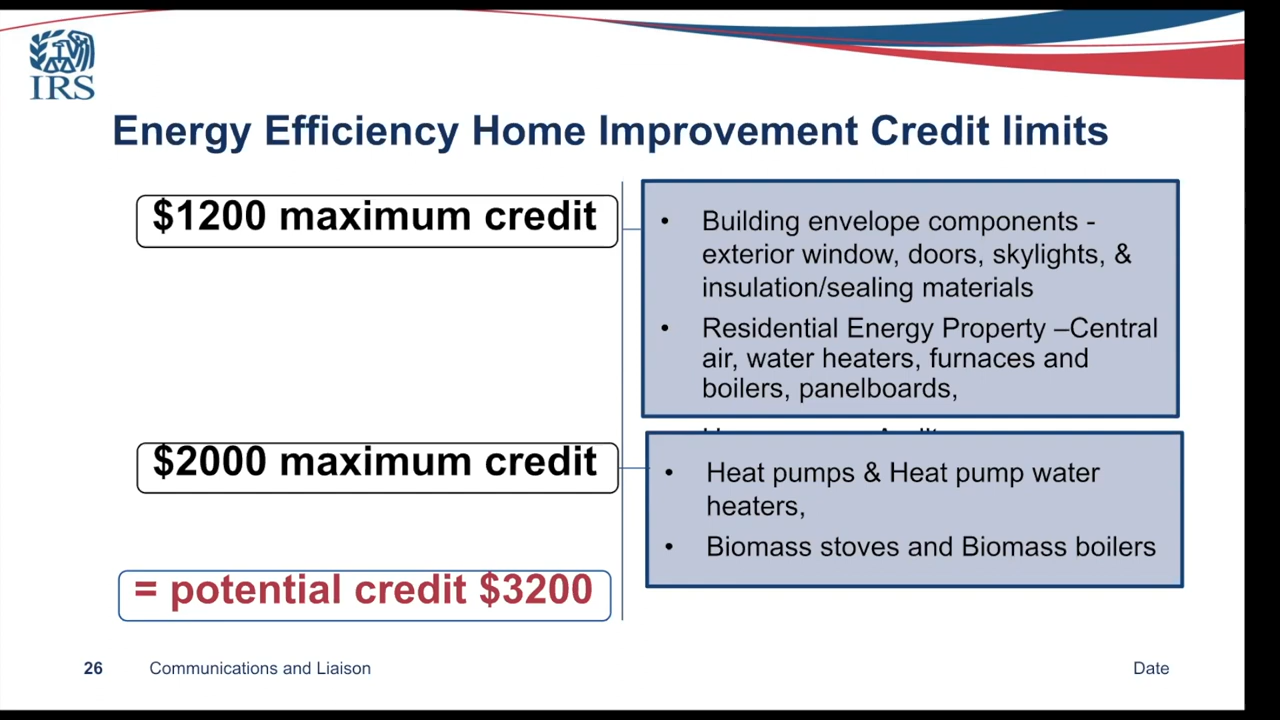 IRS
Energy Efficiency Home Improvement Credit limits
$1200 maximum credit
• Building envelope components -
exterior window, doors, skylights, &
insulation/sealing materials
• Residential Energy Property –Central
air, water heaters, furnaces and
boilers, panelboards,
$2000 maximum credit
• Heat pumps & Heat pump water
heaters,
• Biomass stoves and Biomass boilers
= potential credit $3200
26 Communications and Liaison Date